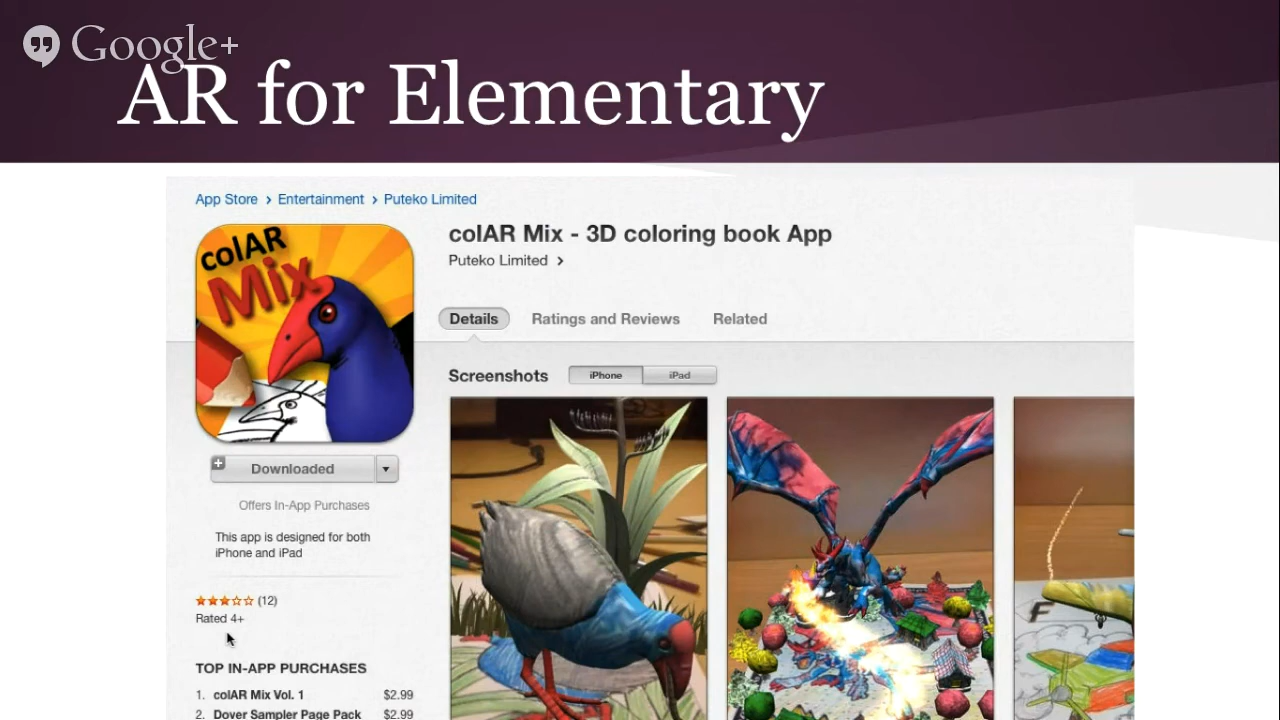 Google+
AR for Elementary
App Store > Entertainment > Puteko Limited
colAR
Mix
colAR Mix - 3D coloring book App
Puteko Limited >
Details Ratings and Reviews Related
Screenshots iPhone iPad
Downloaded
Offers In-App Purchases
This app is designed for both
iPhone and iPad
(12)
Rated 4+
TOP IN-APP PURCHASES
1. colAR Mix Vol. 1 $2.99
2. Dover Sampler Page Pack $2.99
F